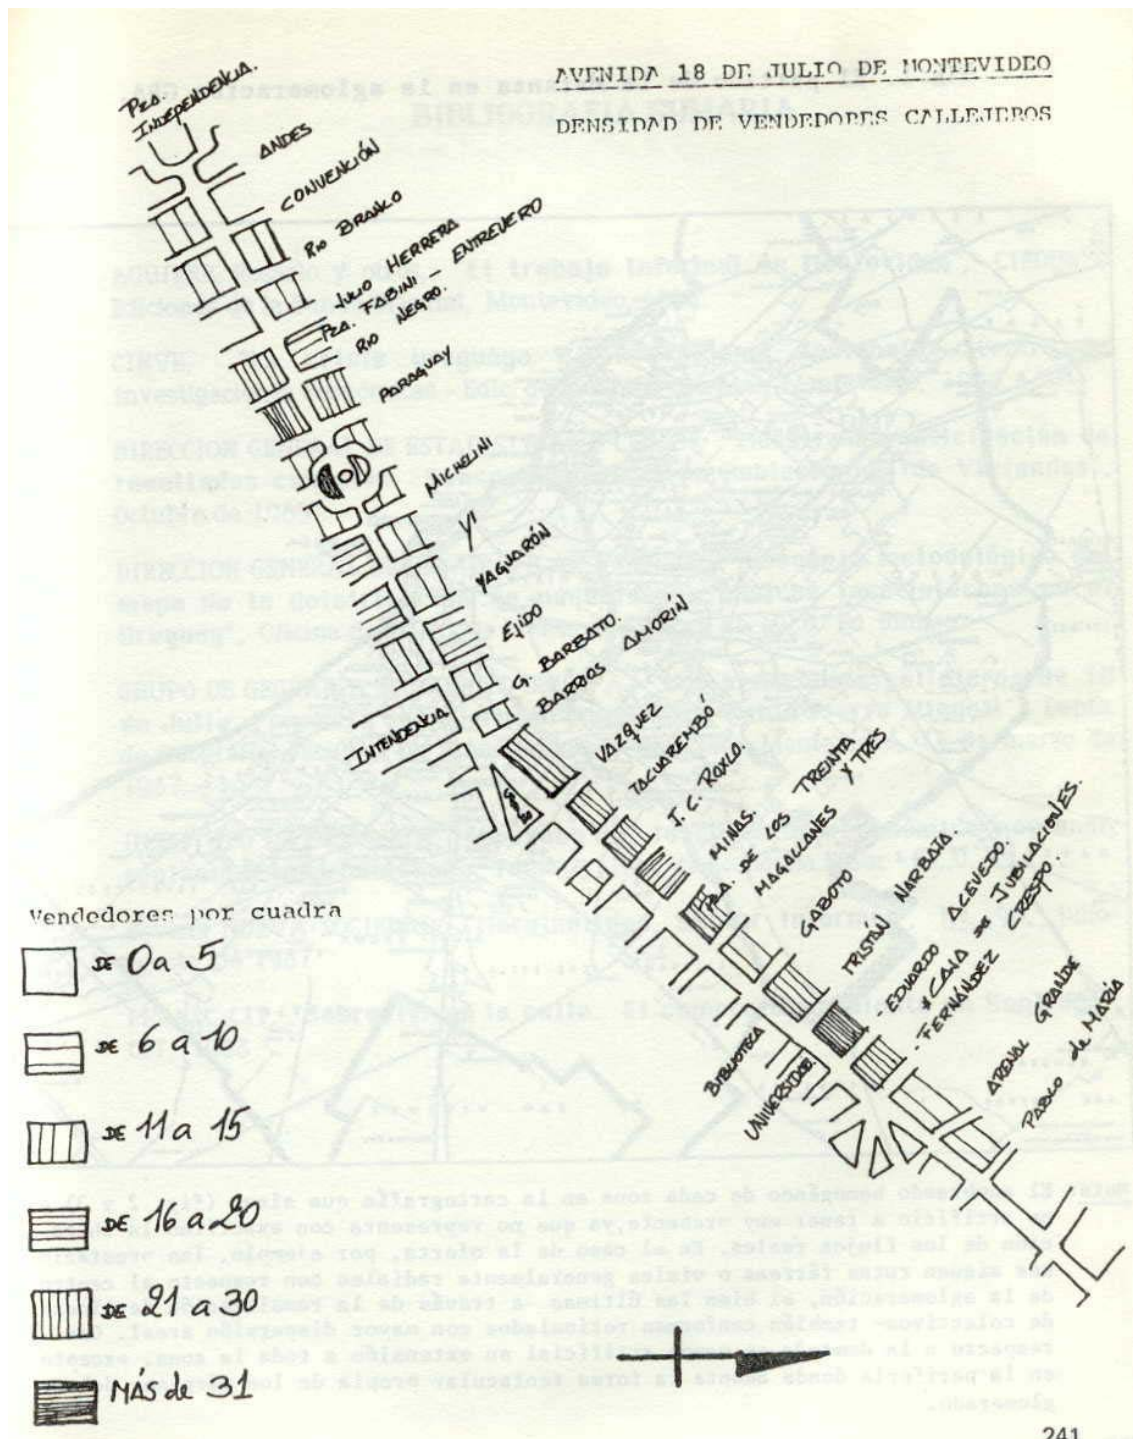 AVENIDA 18 DE JULIO DE MONTEVIDEO
DENSIDAD DE VENDEDORES CALLEJEROS
PZA. INDEPENDENCIA.
ANDES
CONVENCIÓN
RIO BRANCO
JULIO HERRERA
PZA. FABINI - ENTREVERO
RIO NEGRO.
PARAGUAY
MICHELINI
YI
YAGUARÓN
EJIDO
G. BARBATO.
BARRIOS AMORÍN
INTENDENCIA
VAZQUEZ
TACUAREMBÓ
J. C. ROXLO.
MINAS.
PZA. DE LOS TREINTA
Y TRES
MAGALLANES
GABOTO
TRISTÁN NARBAJA.
EDUARDO ACEVEDO.
CAJA DE JUBILACIONES.
FERNÁNDEZ CRESPO.
ARENAL GRANDE
PABLO de MARÍA
BIBLIOTECA
UNIVERSIDAD.
Vendedores por cuadra
DE 0 a 5
DE 6 a 10
DE 11 a 15
DE 16 a 20
DE 21 a 30
MÁS de 31
241